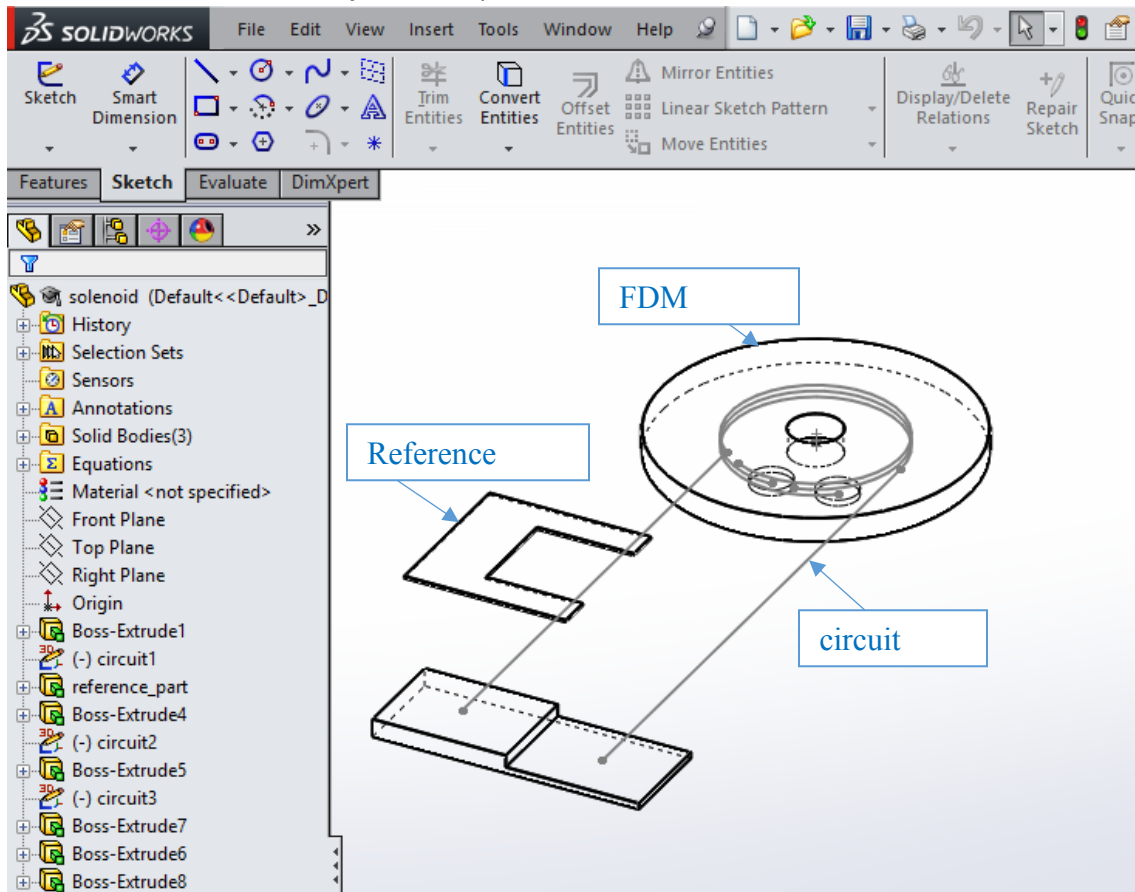 SOLIDWORKS File Edit View Insert Tools Window Help
Sketch
Smart Dimension
Trim Entities
Convert Entities
Offset Entities
Mirror Entities
Linear Sketch Pattern
Move Entities
Display/Delete Relations
Repair Sketch
Quic
Snap
Features Sketch Evaluate DimXpert
solenoid (Default<<Default>_D
History
Selection Sets
Sensors
Annotations
Solid Bodies(3)
Equations
Material <not specified>
Front Plane
Top Plane
Right Plane
Origin
Boss-Extrude1
(-) circuit1
reference_part
Boss-Extrude4
(-) circuit2
Boss-Extrude5
(-) circuit3
Boss-Extrude7
Boss-Extrude6
Boss-Extrude8
FDM
Reference
circuit